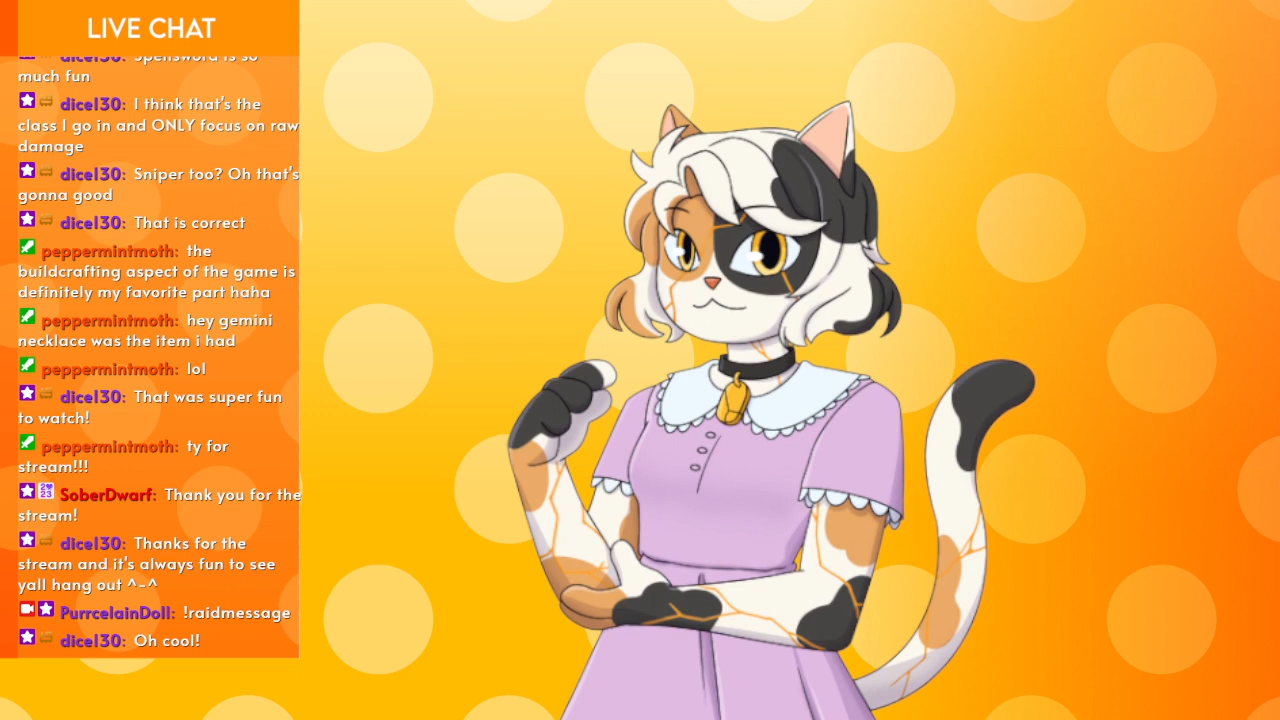 LIVE CHAT
dice130: Spellsword is so
much fun
dice130: I think that's the
class I go in and ONLY focus on raw
damage
dice130: Sniper too? Oh that's
gonna good
dice130: That is correct
peppermintmoth: the
buildcrafting aspect of the game is
definitely my favorite part haha
peppermintmoth: hey gemini
necklace was the item i had
peppermintmoth: lol
dice130: That was super fun
to watch!
peppermintmoth: ty for
stream!!!
SoberDwarf: Thank you for the
stream!
dice130: Thanks for the
stream and it's always fun to see
yall hang out ^-^
PurrcelainDoll: !raidmessage
dice130: Oh cool!